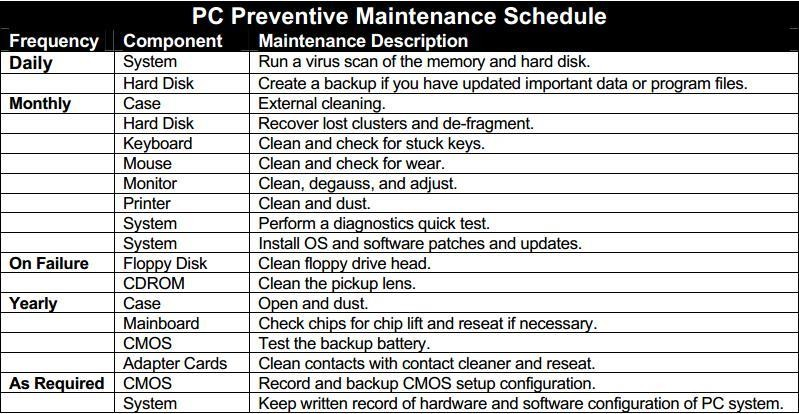 PC Preventive Maintenance Schedule
Frequency Component Maintenance Description
Daily System Run a virus scan of the memory and hard disk.
Hard Disk Create a backup if you have updated important data or program files.
Monthly Case External cleaning.
Hard Disk Recover lost clusters and de-fragment.
Keyboard Clean and check for stuck keys.
Mouse Clean and check for wear.
Monitor Clean, degauss, and adjust.
Printer Clean and dust.
System Perform a diagnostics quick test.
System Install OS and software patches and updates.
On Failure Floppy Disk Clean floppy drive head.
CDROM Clean the pickup lens.
Yearly Case Open and dust.
Mainboard Check chips for chip lift and reseat if necessary.
CMOS Test the backup battery.
Adapter Cards Clean contacts with contact cleaner and reseat.
As Required CMOS Record and backup CMOS setup configuration.
System Keep written record of hardware and software configuration of PC system.